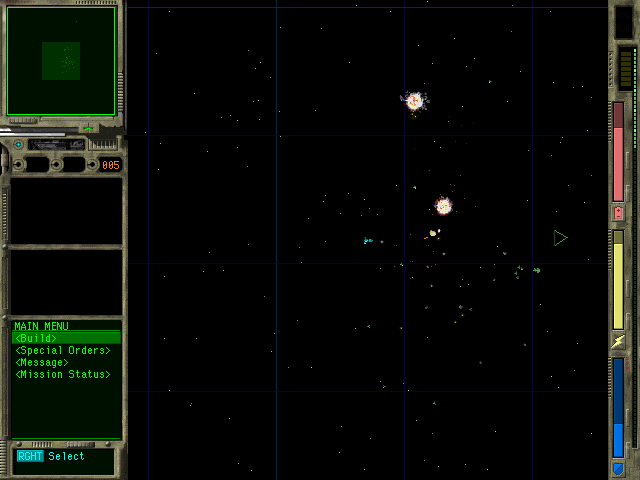 005
MAIN MENU
<Build>
<Special Orders>
<Message>
<Mission Status>
RGHT Select